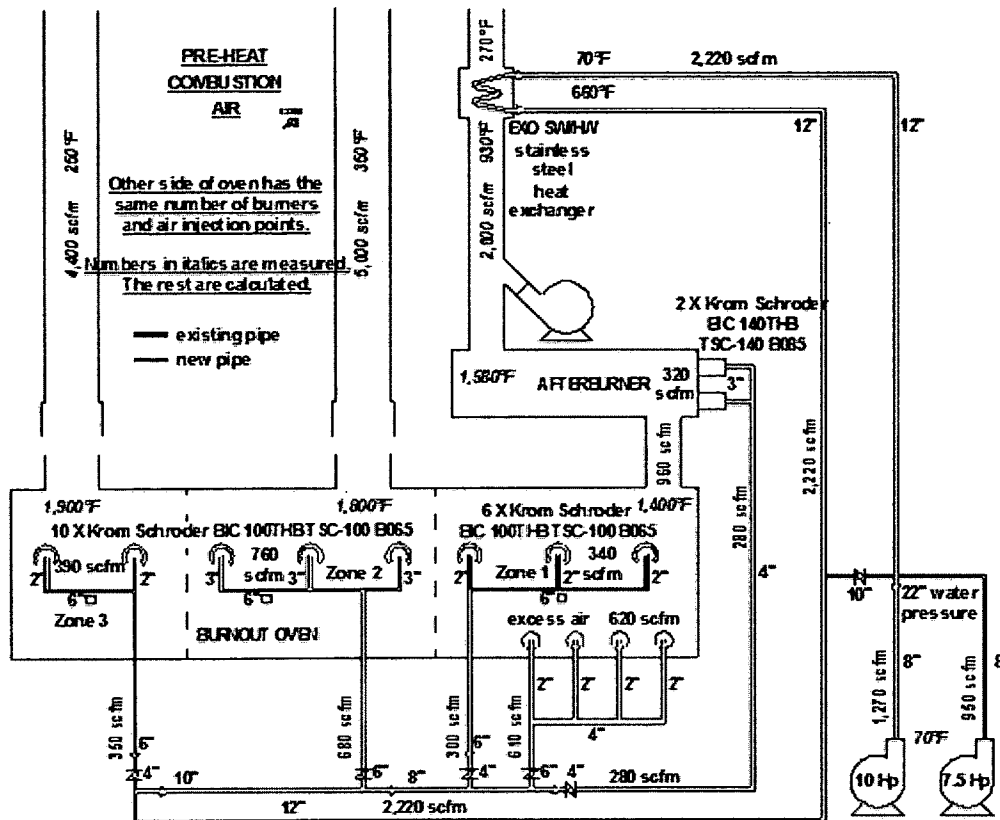 PRE-HEAT
COMBUSTION
AIR
270°F
70°F
2,220 scfm
660°F
12"
12"
260°F
4,400 scfm
360°F
5,000 scfm
930°F
EXO SW/HW
stainless
steel
heat
exchanger
Other side of oven has the
same number of burners
and air injection points.
Numbers in italics are measured.
The rest are calculated.
existing pipe
new pipe
2 X Krom Schroder
BIC 140THB
TSC-140 B065
1,580°F
AFTERBURNER
320
scfm
3"
960 scfm
280 scfm
2,220 scfm
4"
1,900°F
1,800°F
1,400°F
10 X Krom Schroder BIC 100THB TSC-100 B065
6 X Krom Schroder
BIC 100THB TSC-100 B065
390 scfm
2"
2"
6"
Zone 3
760
scfm
3"
3"
3"
Zone 2
6"
340
scfm
2"
2"
2"
Zone 1
6"
BURNOUT OVEN
excess air
620 scfm
2"
2"
2"
2"
4"
10"
22" water
pressure
8"
8"
1,270 scfm
950 scfm
70°F
10 Hp
7.5 Hp
350 scfm
680 scfm
300 scfm
610 scfm
6"
4"
10"
6"
8"
6"
4"
6"
4"
280 scfm
12"
2,220 scfm